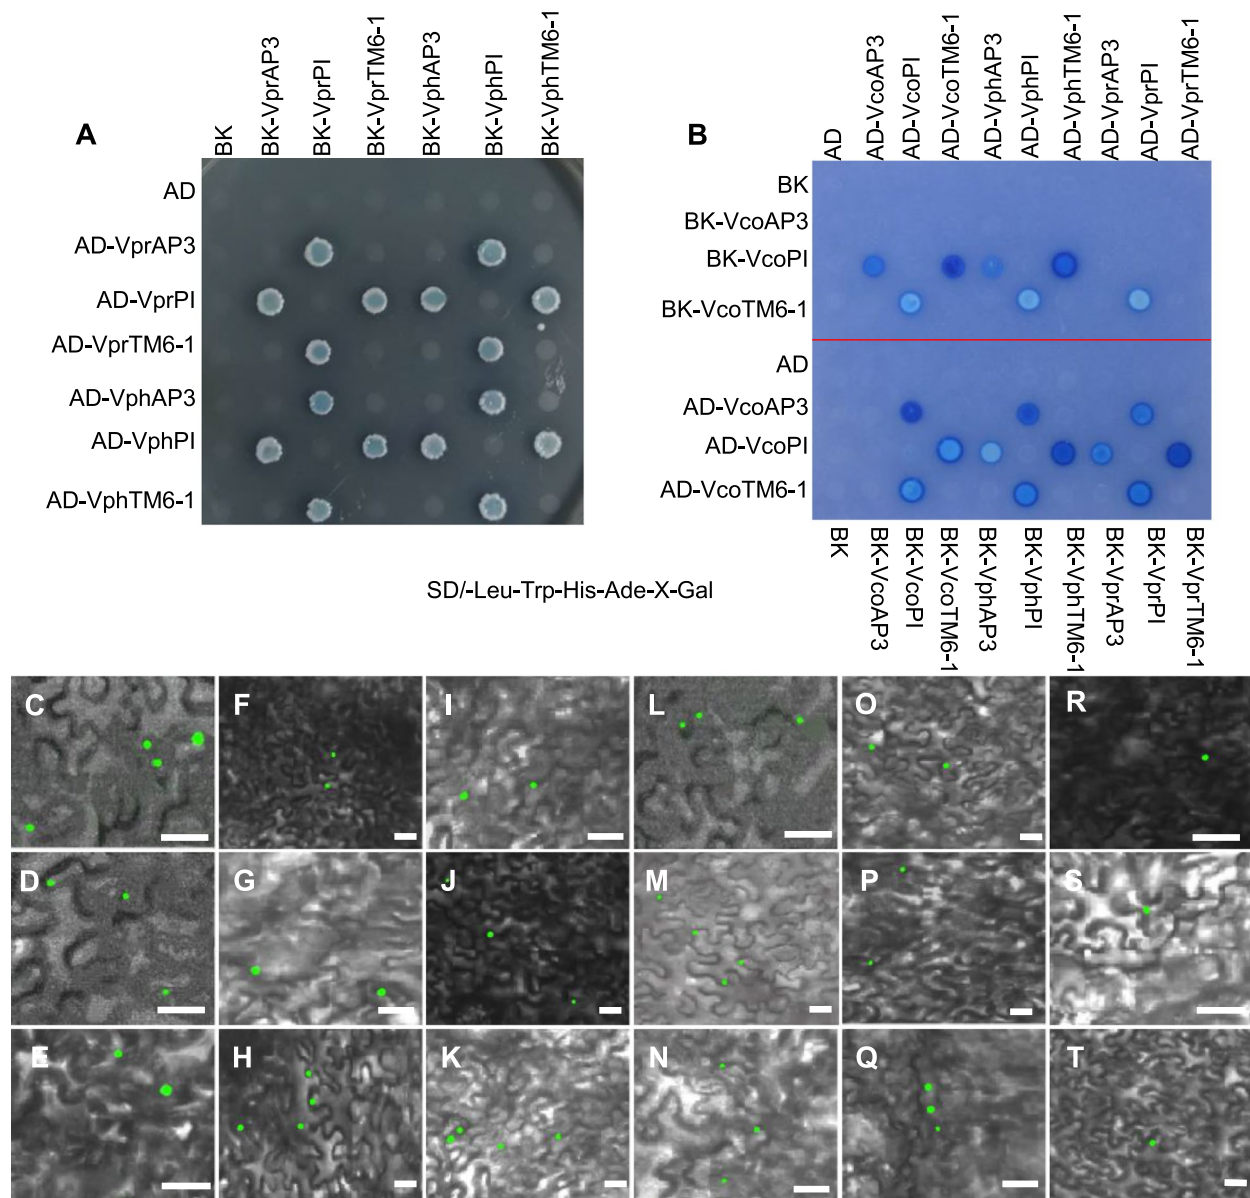 A
BK
BK-VprAP3
BK-VprPI
BK-VprTM6-1
BK-VphAP3
BK-VphPI
BK-VphTM6-1
AD
AD-VprAP3
AD-VprPI
AD-VprTM6-1
AD-VphAP3
AD-VphPI
AD-VphTM6-1
B
AD
AD-VcoAP3
AD-VcoPI
AD-VcoTM6-1
AD-VphAP3
AD-VphPI
AD-VphTM6-1
AD-VprAP3
AD-VprPI
AD-VprTM6-1
BK
BK-VcoAP3
BK-VcoPI
BK-VcoTM6-1
AD
AD-VcoAP3
AD-VcoPI
AD-VcoTM6-1
BK
BK-VcoAP3
BK-VcoPI
BK-VcoTM6-1
BK-VphAP3
BK-VphPI
BK-VphTM6-1
BK-VprAP3
BK-VprPI
BK-VprTM6-1
SD/-Leu-Trp-His-Ade-X-Gal
C F I L O R
D G J M P S
E H K N Q T